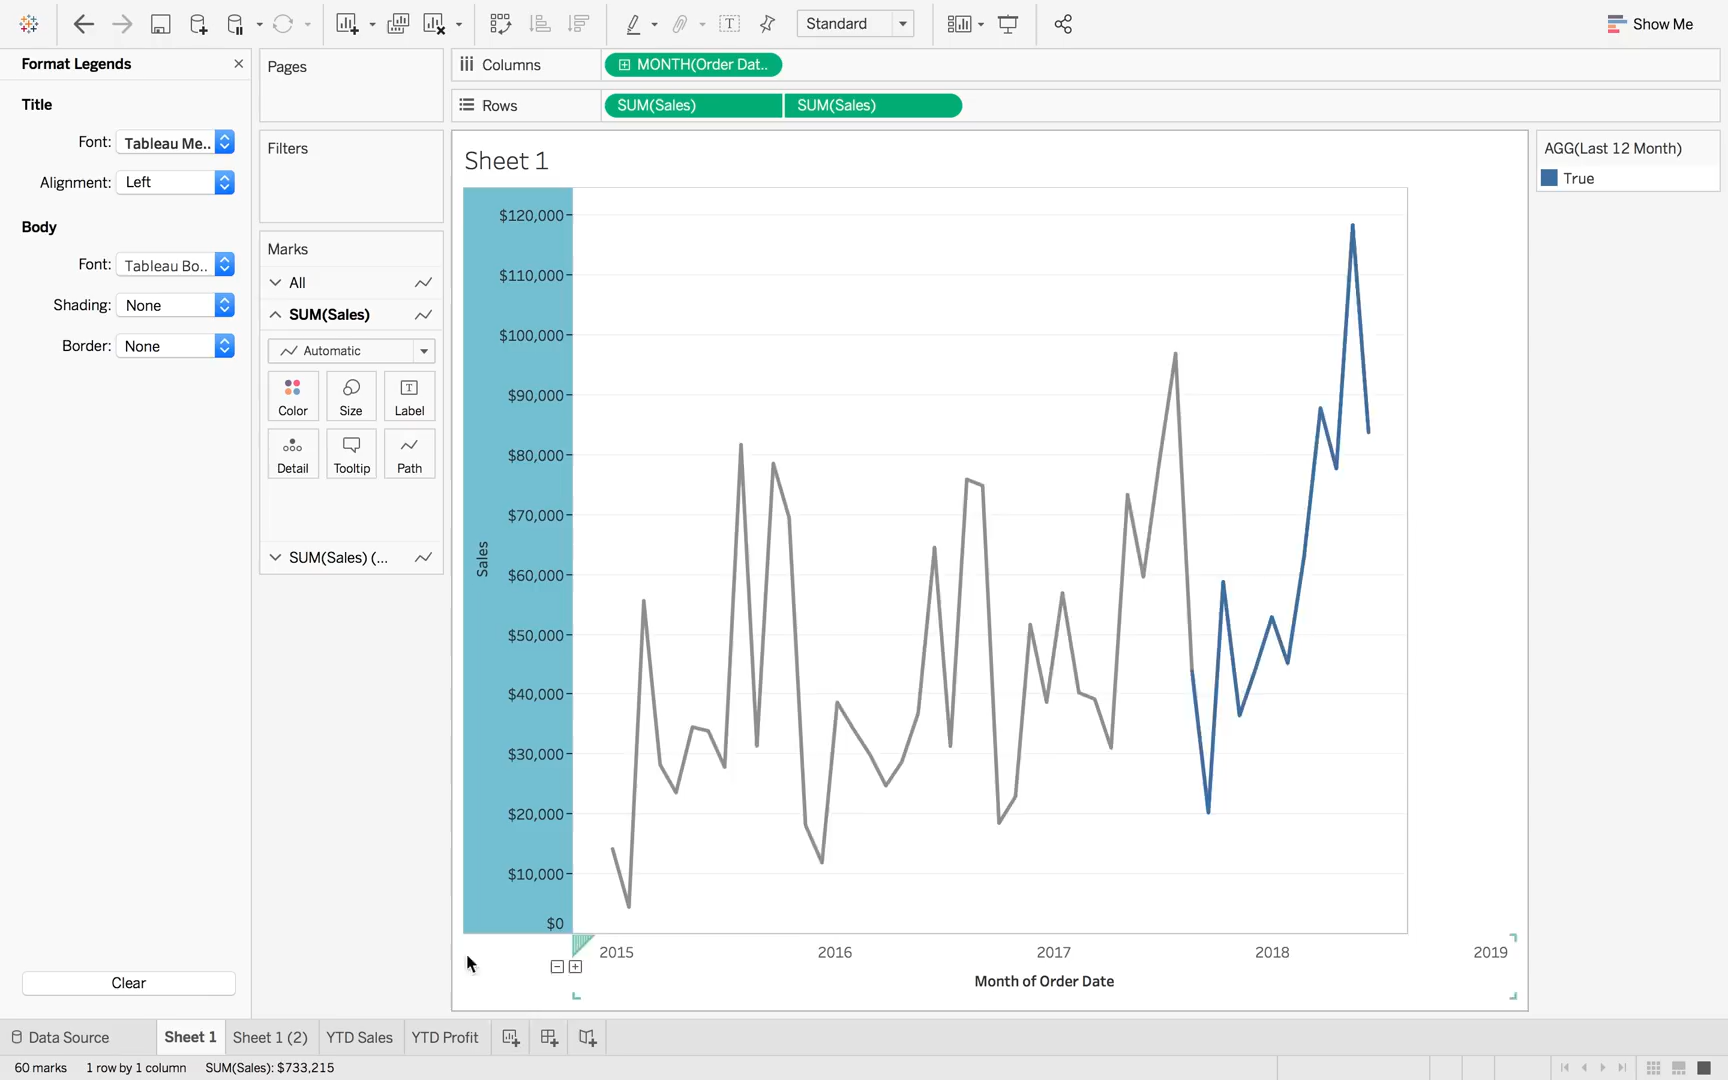 Standard
Show Me
Format Legends
Title
Font: Tableau Me..
Alignment: Left
Body
Font: Tableau Bo..
Shading: None
Border: None
Clear
Pages
Filters
Marks
All
SUM(Sales)
Automatic
Color Size Label
Detail Tooltip Path
SUM(Sales) (...
Columns MONTH(Order Dat..
Rows SUM(Sales) SUM(Sales)
Sheet 1
$120,000
$110,000
$100,000
$90,000
$80,000
$70,000
$60,000
$50,000
$40,000
$30,000
$20,000
$10,000
$0
Sales
2015 2016 2017 2018 2019
Month of Order Date
AGG(Last 12 Month)
True
Data Source Sheet 1 Sheet 1 (2) YTD Sales YTD Profit
60 marks 1 row by 1 column SUM(Sales): $733,215